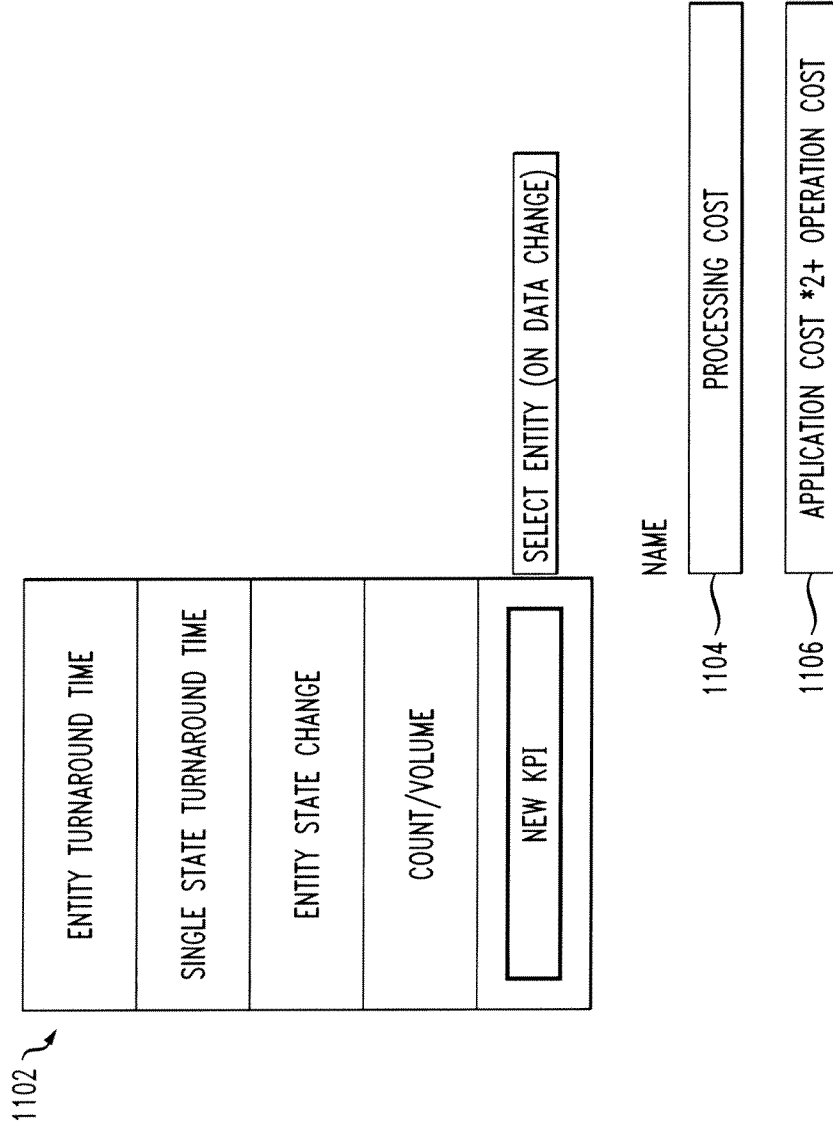 1102
ENTITY TURNAROUND TIME
SINGLE STATE TURNAROUND TIME
ENTITY STATE CHANGE
COUNT/VOLUME
NEW KPI
SELECT ENTITY (ON DATA CHANGE)
NAME
1104
PROCESSING COST
1106
APPLICATION COST *2+ OPERATION COST